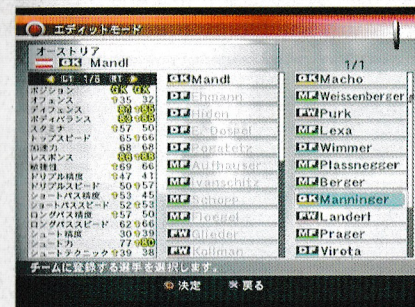 エディットモード
オーストリア
GK Mandl
1/1
LT 1/6 RT
ポジション GK GK
オフェンス 35 32
ディフェンス
ボディバランス
スタミナ 57 50
トップスピード 65 66
加速力 68 68
レスポンス
敏捷性 69 66
ドリブル精度 47 41
ドリブルスピード 50 57
ショートパス精度 53 45
ショートパススピード 52 53
ロングパス精度 57 50
ロングパススピード 62 66
シュート精度 30 39
シュート力 77 80
シュートテクニック 39 38
GK Mandl
DF Ehmann
DF Hiden
DF E. Dospel
DF Pogatetz
MF Aufhauser
MF Ivanschitz
MF Schopp
MF Floegel
FW Glieder
FW Kollman
GK Macho
MF Weissenberger
FW Purk
MF Lexa
DF Wimmer
MF Plassnegger
MF Berger
GK Manninger
FW Landerl
MF Prager
DF Virota
チームに登録する選手を選択します。
決定 戻る